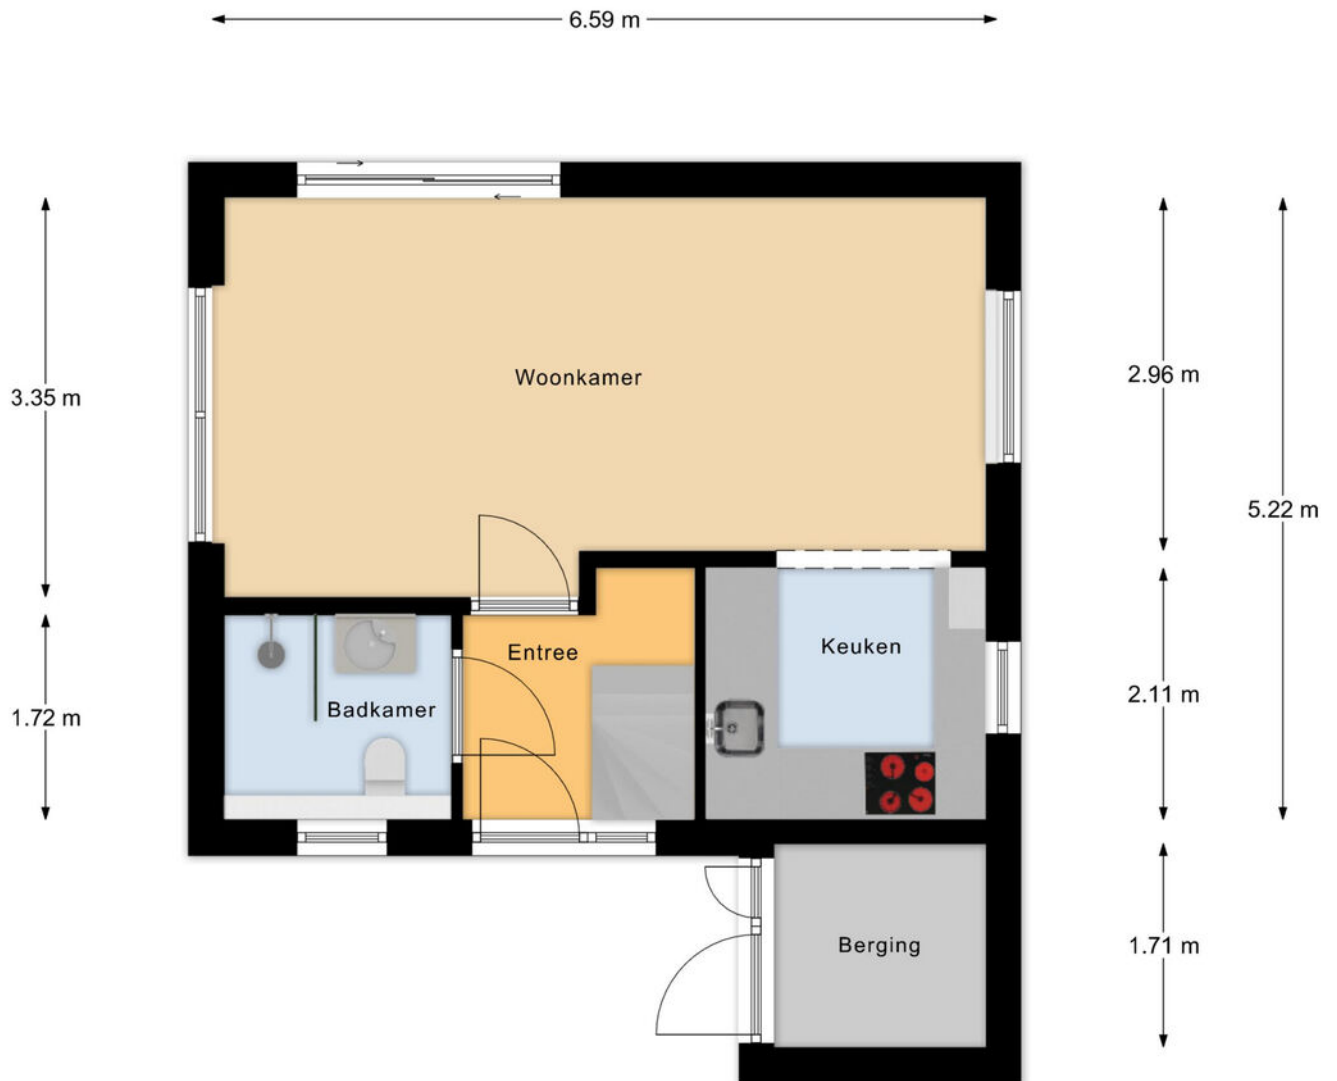 6.59 m
Woonkamer
3.35 m
2.96 m
5.22 m
Entree
Keuken
Badkamer
1.72 m
2.11 m
Berging
1.71 m